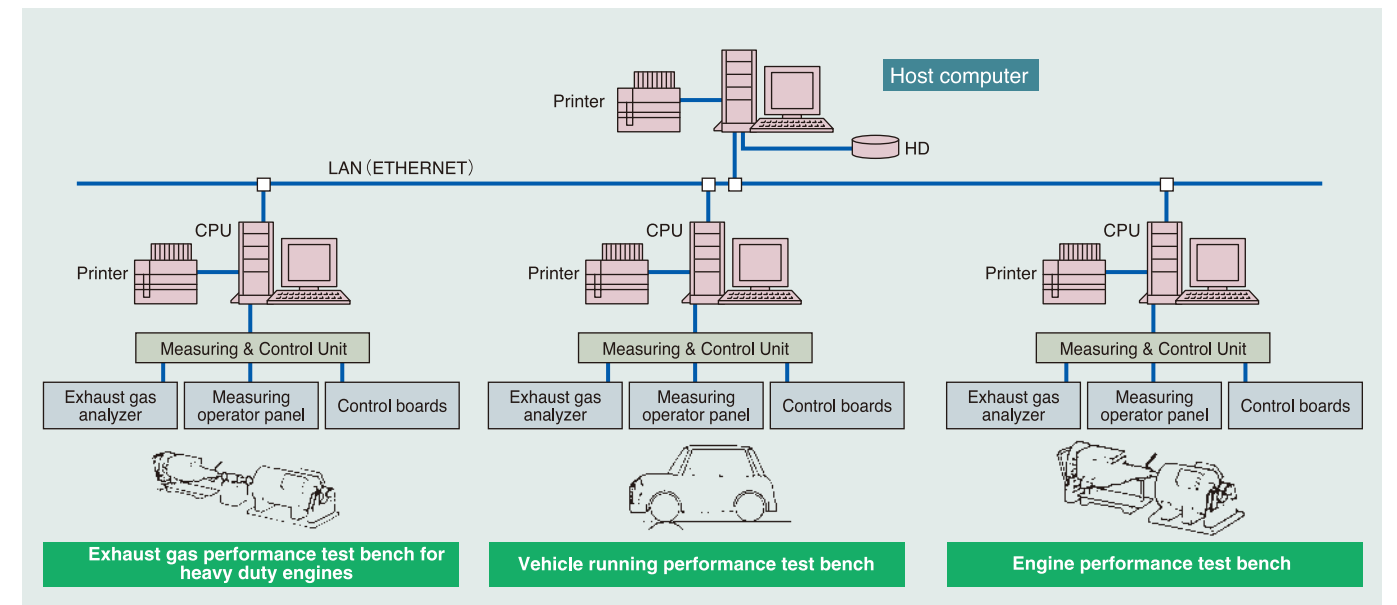 Host computer
Printer
HD
LAN (ETHERNET)
CPU
Printer
Measuring & Control Unit
Exhaust gas
analyzer
Measuring
operator panel
Control boards
Exhaust gas performance test bench for
heavy duty engines
CPU
Printer
Measuring & Control Unit
Exhaust gas
analyzer
Measuring
operator panel
Control boards
Vehicle running performance test bench
CPU
Printer
Measuring & Control Unit
Exhaust gas
analyzer
Measuring
operator panel
Control boards
Engine performance test bench